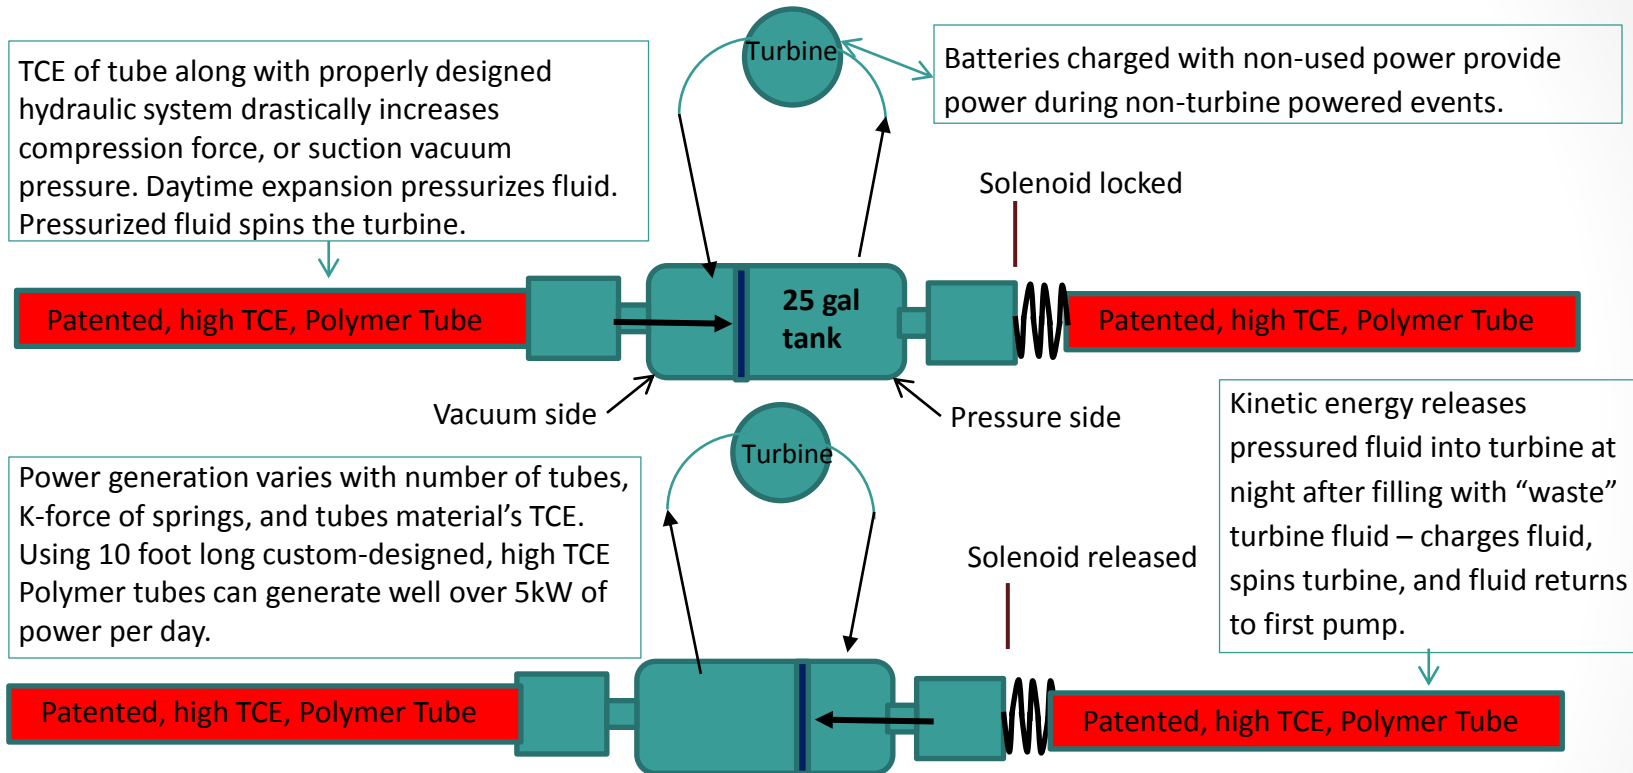 Turbine
TCE of tube along with properly designed
hydraulic system drastically increases
compression force, or suction vacuum
pressure. Daytime expansion pressurizes fluid.
Pressurized fluid spins the turbine.
Batteries charged with non-used power provide
power during non-turbine powered events.
Solenoid locked
Patented, high TCE, Polymer Tube
25 gal
tank
Patented, high TCE, Polymer Tube
Vacuum side
Pressure side
Turbine
Power generation varies with number of tubes,
K-force of springs, and tubes material’s TCE.
Using 10 foot long custom-designed, high TCE
Polymer tubes can generate well over 5kW of
power per day.
Solenoid released
Kinetic energy releases
pressured fluid into turbine at
night after filling with “waste”
turbine fluid – charges fluid,
spins turbine, and fluid returns
to first pump.
Patented, high TCE, Polymer Tube
Patented, high TCE, Polymer Tube